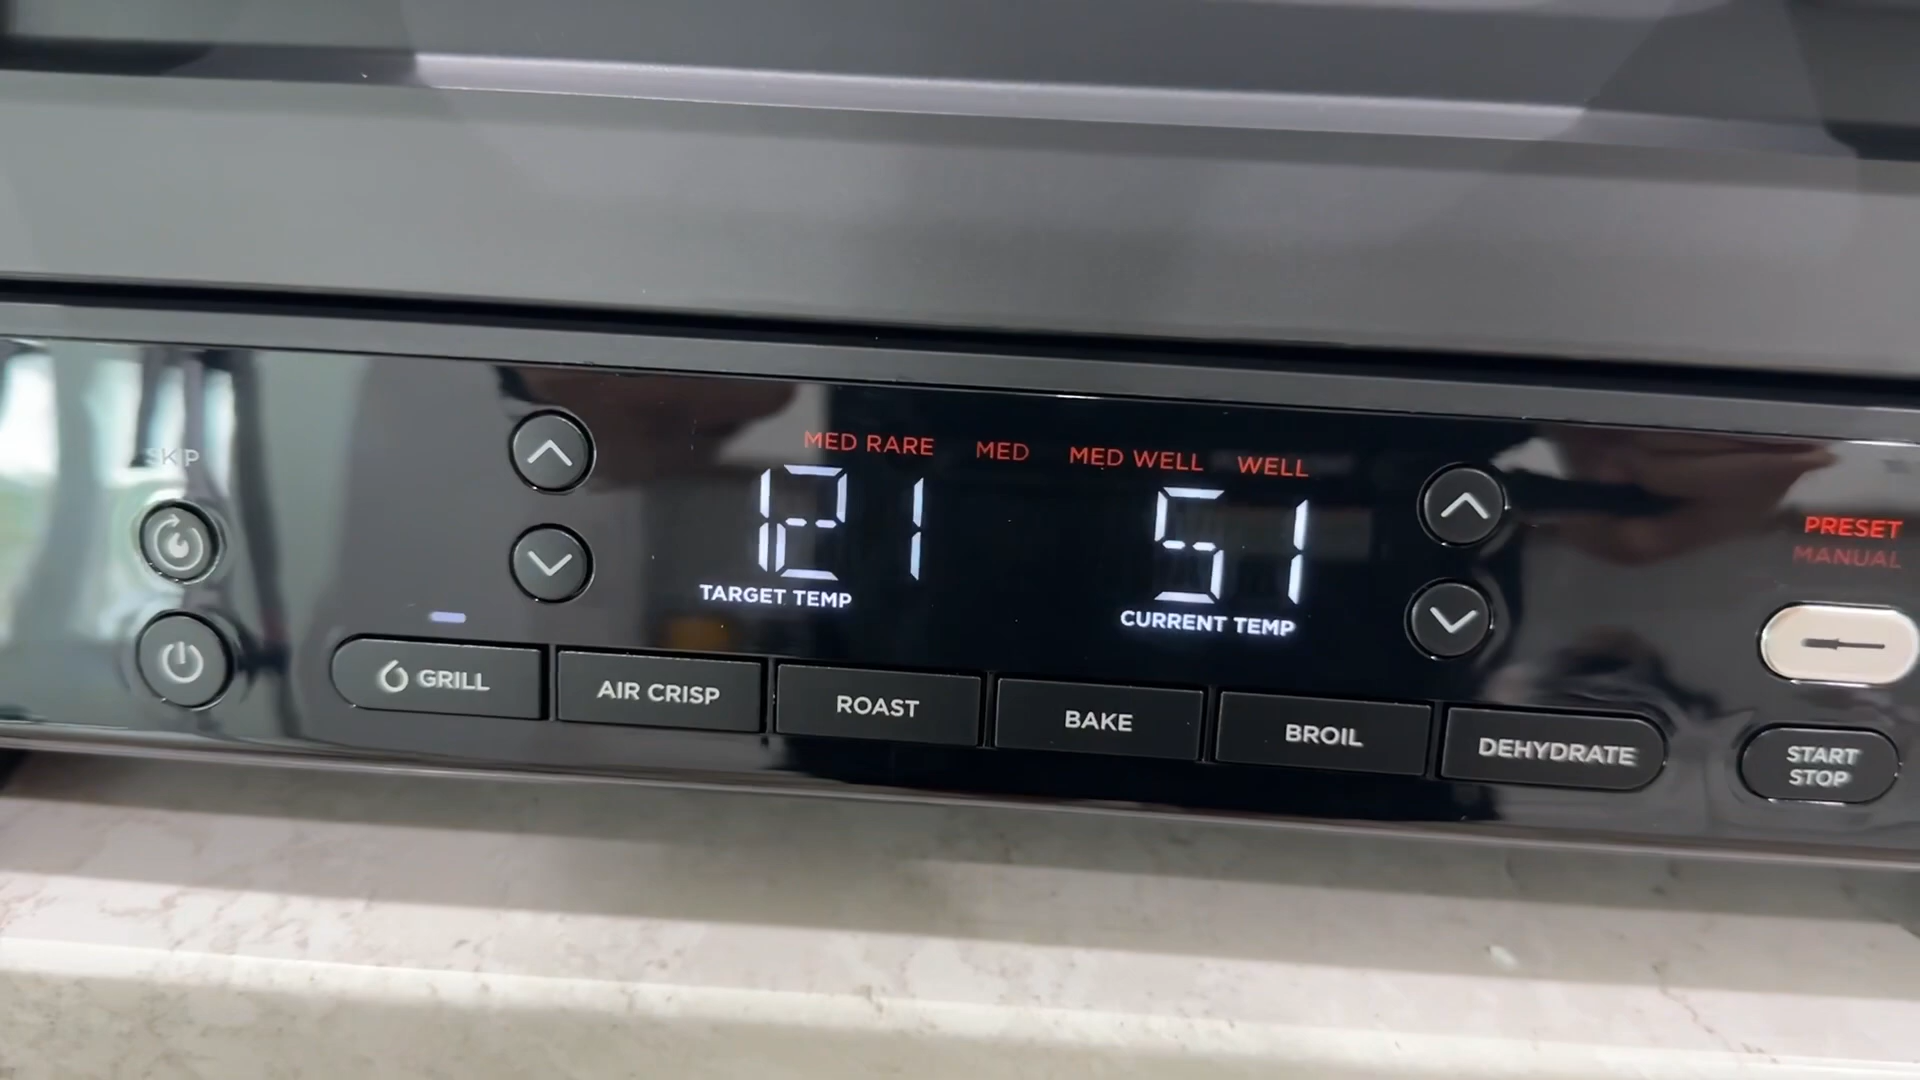 SKIP
MED RARE MED MED WELL WELL
121 51
TARGET TEMP CURRENT TEMP
PRESET
MANUAL
GRILL AIR CRISP ROAST BAKE BROIL DEHYDRATE
START
STOP